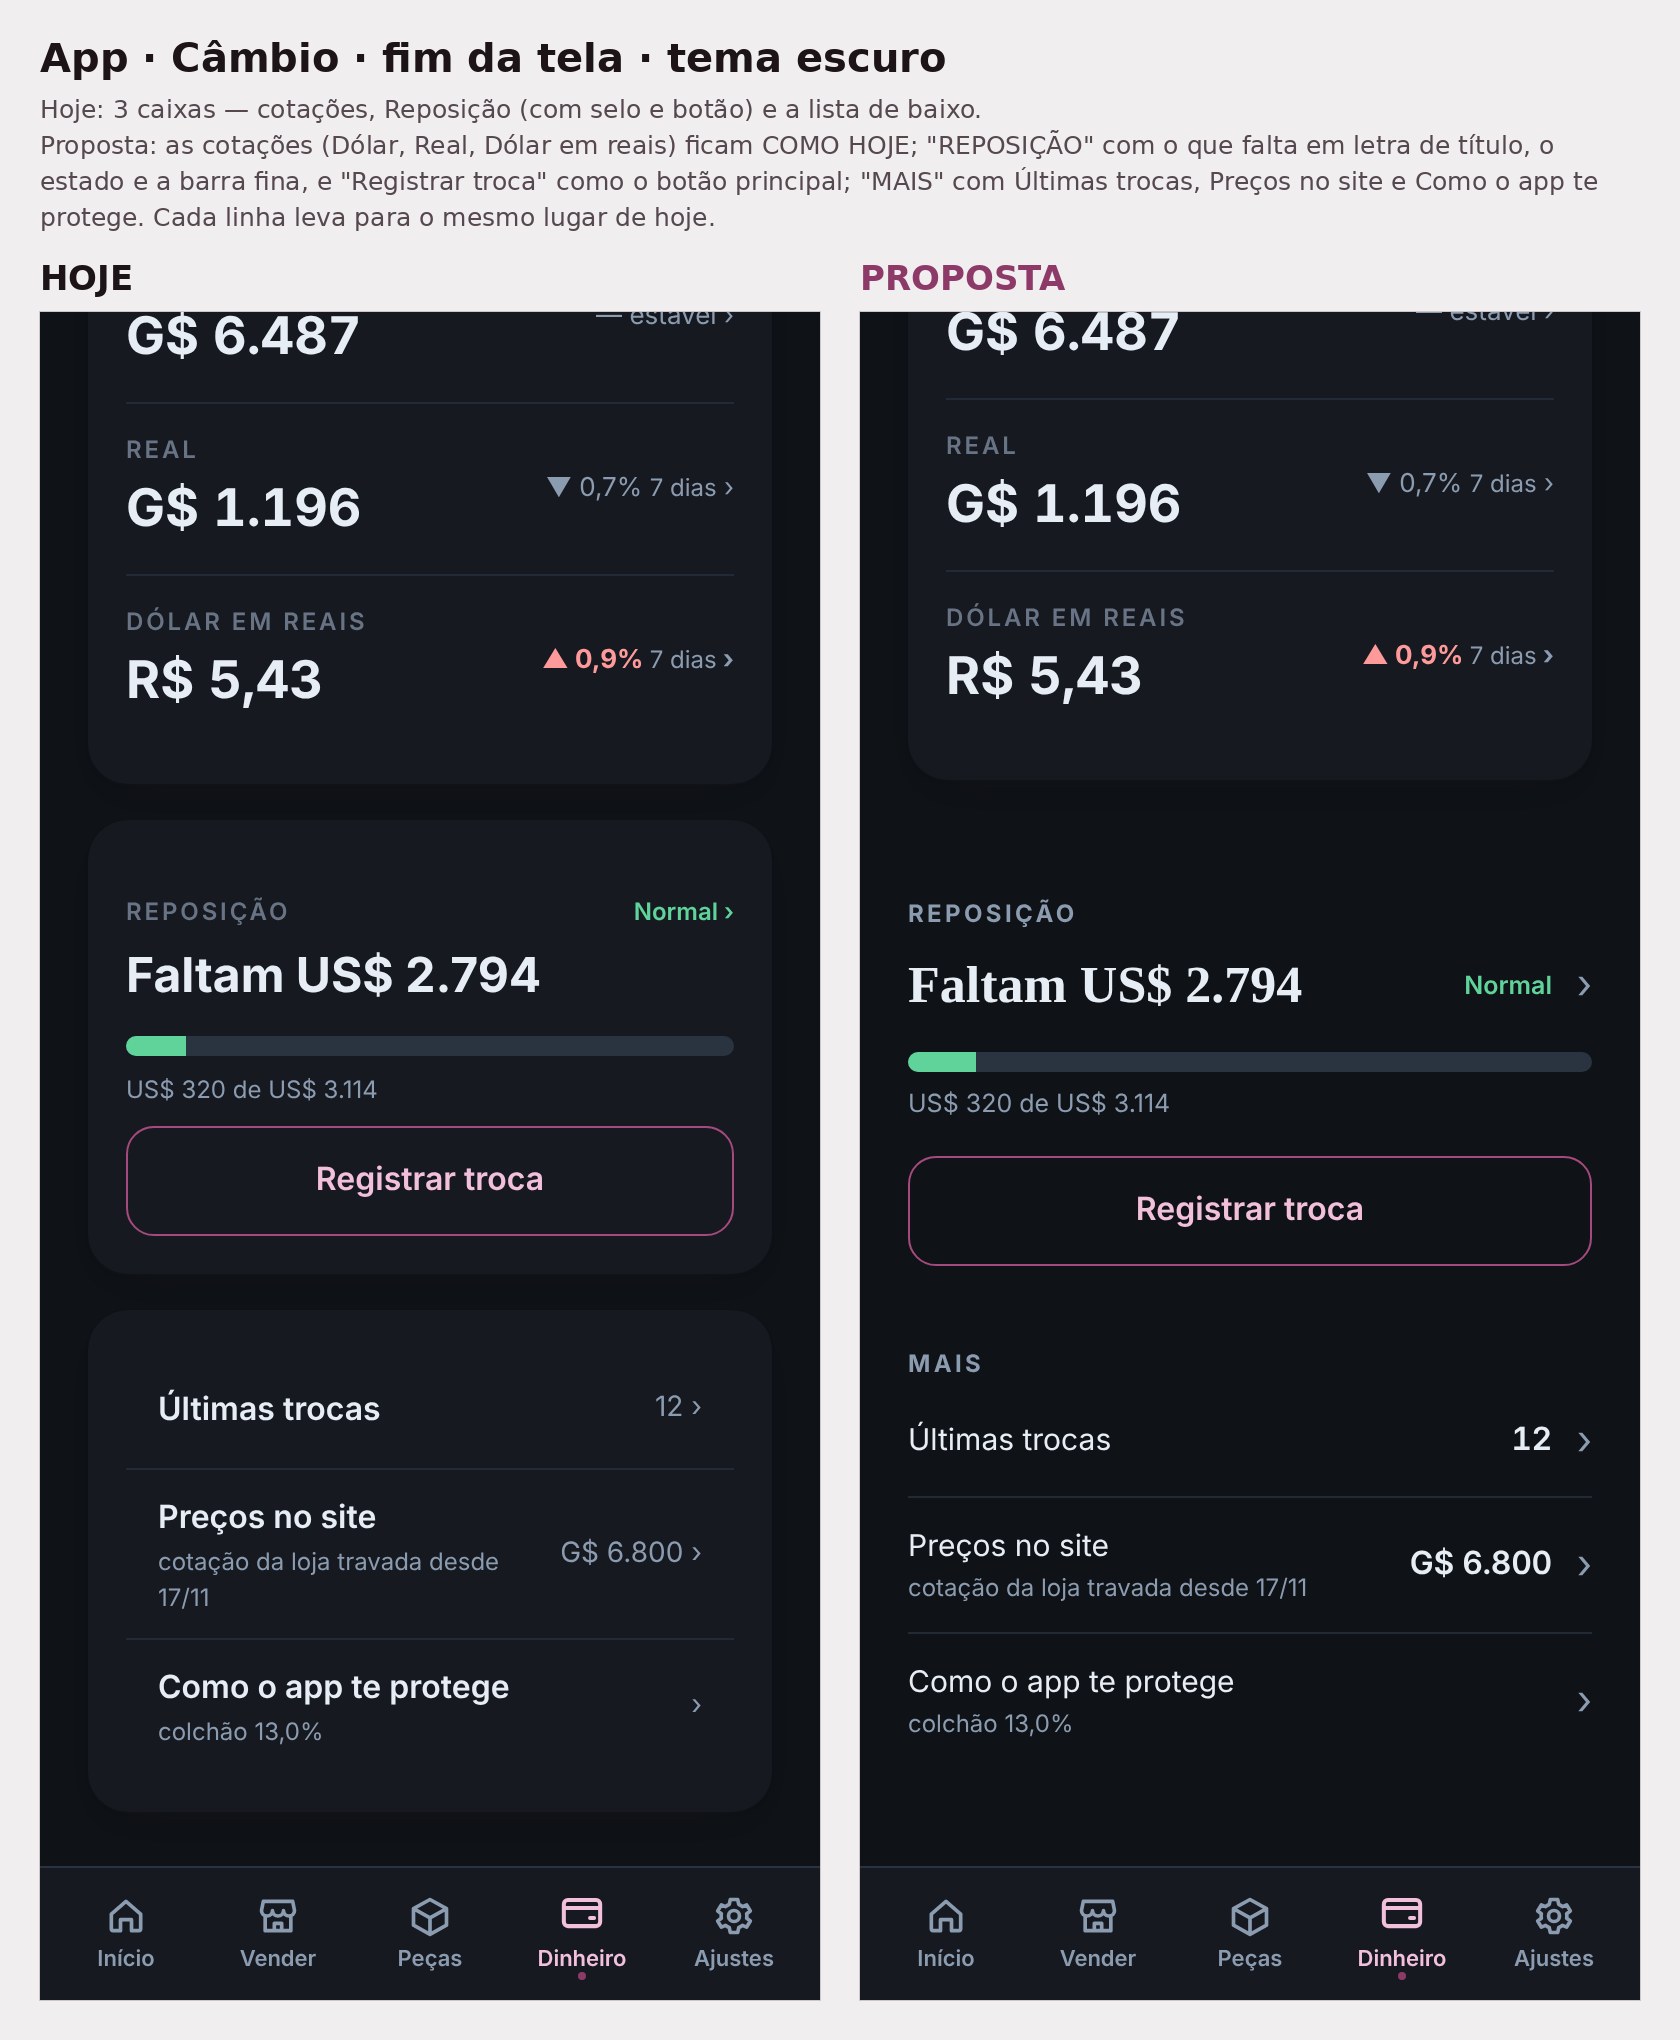 App · Câmbio · fim da tela · tema escuro
Hoje: 3 caixas — cotações, Reposição (com selo e botão) e a lista de baixo.
Proposta: as cotações (Dólar, Real, Dólar em reais) ficam COMO HOJE; "REPOSIÇÃO" com o que falta em letra de título, o
estado e a barra fina, e "Registrar troca" como o botão principal; "MAIS" com Últimas trocas, Preços no site e Como o app te
protege. Cada linha leva para o mesmo lugar de hoje.
HOJE
G$ 6.487 — estável ›
REAL
G$ 1.196 ▼ 0,7% 7 dias ›
DÓLAR EM REAIS
R$ 5,43 ▲ 0,9% 7 dias ›
REPOSIÇÃO Normal ›
Faltam US$ 2.794
US$ 320 de US$ 3.114
Registrar troca
Últimas trocas 12 ›
Preços no site
cotação da loja travada desde
17/11
G$ 6.800 ›
Como o app te protege ›
colchão 13,0%
Início Vender Peças Dinheiro Ajustes
PROPOSTA
G$ 6.487 — estável ›
REAL
G$ 1.196 ▼ 0,7% 7 dias ›
DÓLAR EM REAIS
R$ 5,43 ▲ 0,9% 7 dias ›
REPOSIÇÃO
Faltam US$ 2.794 Normal ›
US$ 320 de US$ 3.114
Registrar troca
MAIS
Últimas trocas 12 ›
Preços no site
cotação da loja travada desde 17/11
G$ 6.800 ›
Como o app te protege ›
colchão 13,0%
Início Vender Peças Dinheiro Ajustes